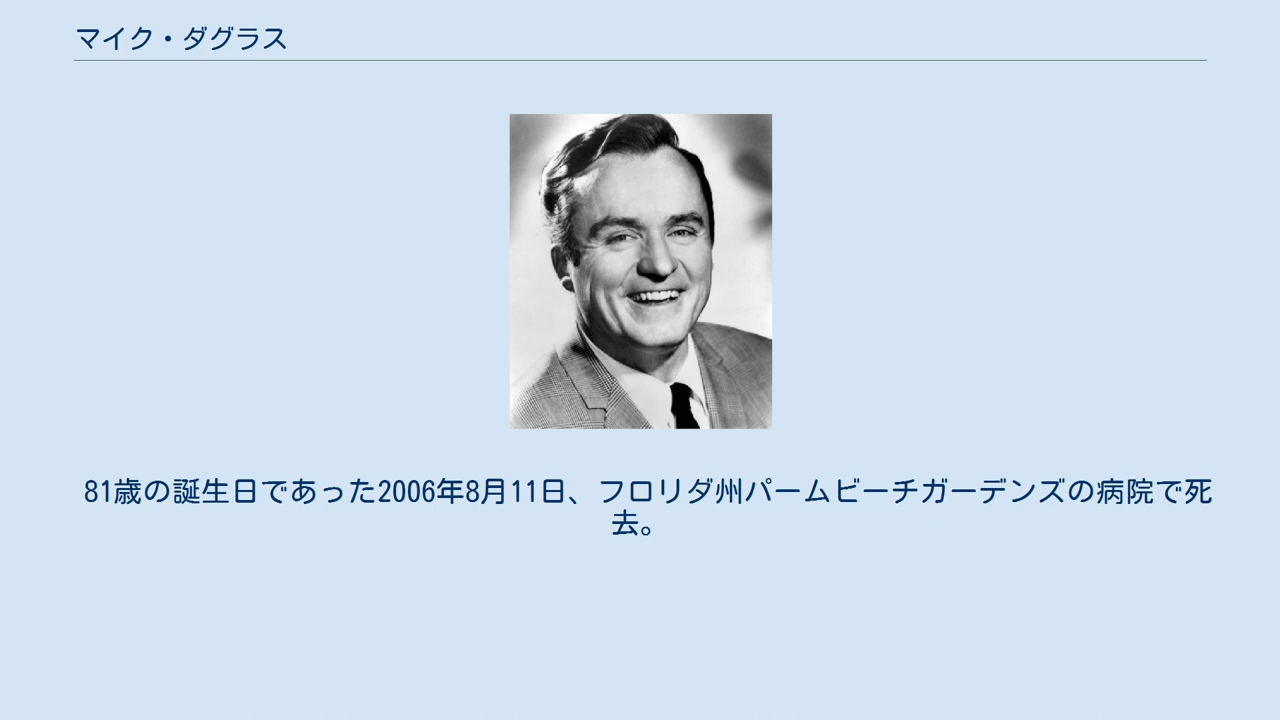 マイク・ダグラス
81歳の誕生日であった2006年8月11日、フロリダ州パームビーチガーデンズの病院で死
去。